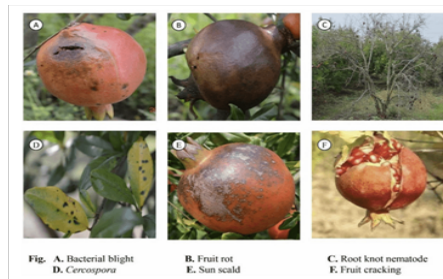 A
B
C
D
E
F
Fig. A. Bacterial blight B. Fruit rot C. Root knot nematode
D. Cercospora E. Sun scald F. Fruit cracking